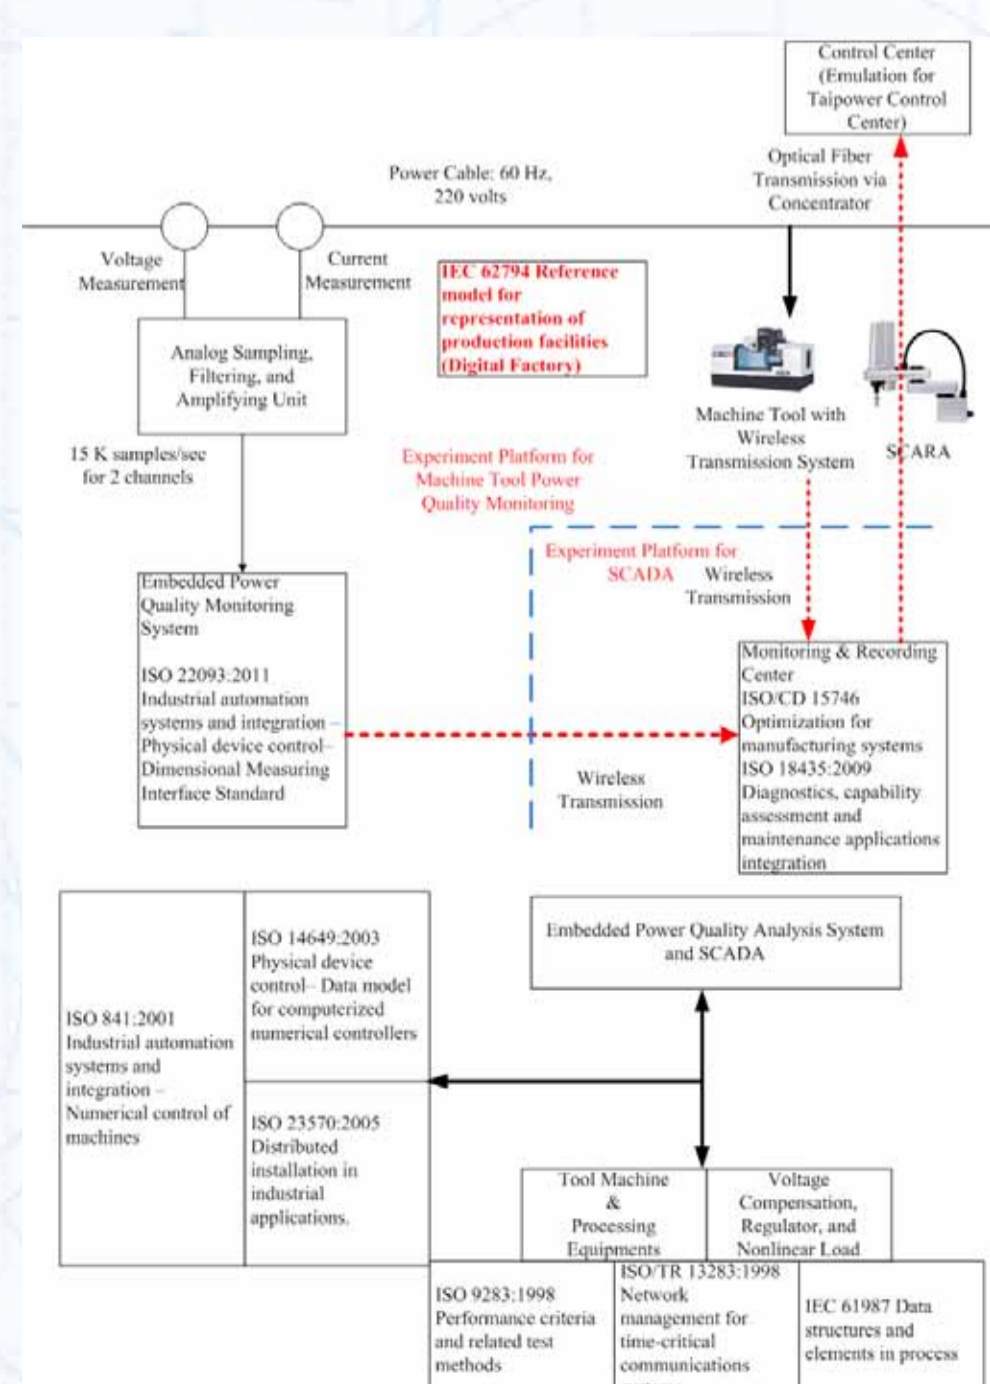 Control Center
(Emulation for
Taipower Control
Center)
Optical Fiber
Transmission via
Concentrator
Power Cable: 60 Hz,
220 volts
Voltage
Measurement
Current
Measurement
IEC 62794 Reference
model for
representation of
production facilities
(Digital Factory)
Analog Sampling,
Filtering, and
Amplifying Unit
15 K samples/sec
for 2 channels
Machine Tool with
Wireless
Transmission System
SCARA
Experiment Platform for
Machine Tool Power
Quality Monitoring
Experiment Platform for
SCADA
Wireless
Transmission
Embedded Power
Quality Monitoring
System
ISO 22093:2011
Industrial automation
systems and integration –
Physical device control–
Dimensional Measuring
Interface Standard
Wireless
Transmission
Monitoring & Recording
Center
ISO/CD 15746
Optimization for
manufacturing systems
ISO 18435:2009
Diagnostics, capability
assessment and
maintenance applications
integration
ISO 841:2001
Industrial automation
systems and
integration –
Numerical control of
machines
ISO 14649:2003
Physical device
control– Data model
for computerized
numerical controllers
ISO 23570:2005
Distributed
installation in
industrial
applications.
Embedded Power Quality Analysis System
and SCADA
Tool Machine
&
Processing
Equipments
Voltage
Compensation,
Regulator, and
Nonlinear Load
ISO 9283:1998
Performance criteria
and related test
methods
ISO/TR 13283:1998
Network
management for
time-critical
communications
IEC 61987 Data
structures and
elements in process